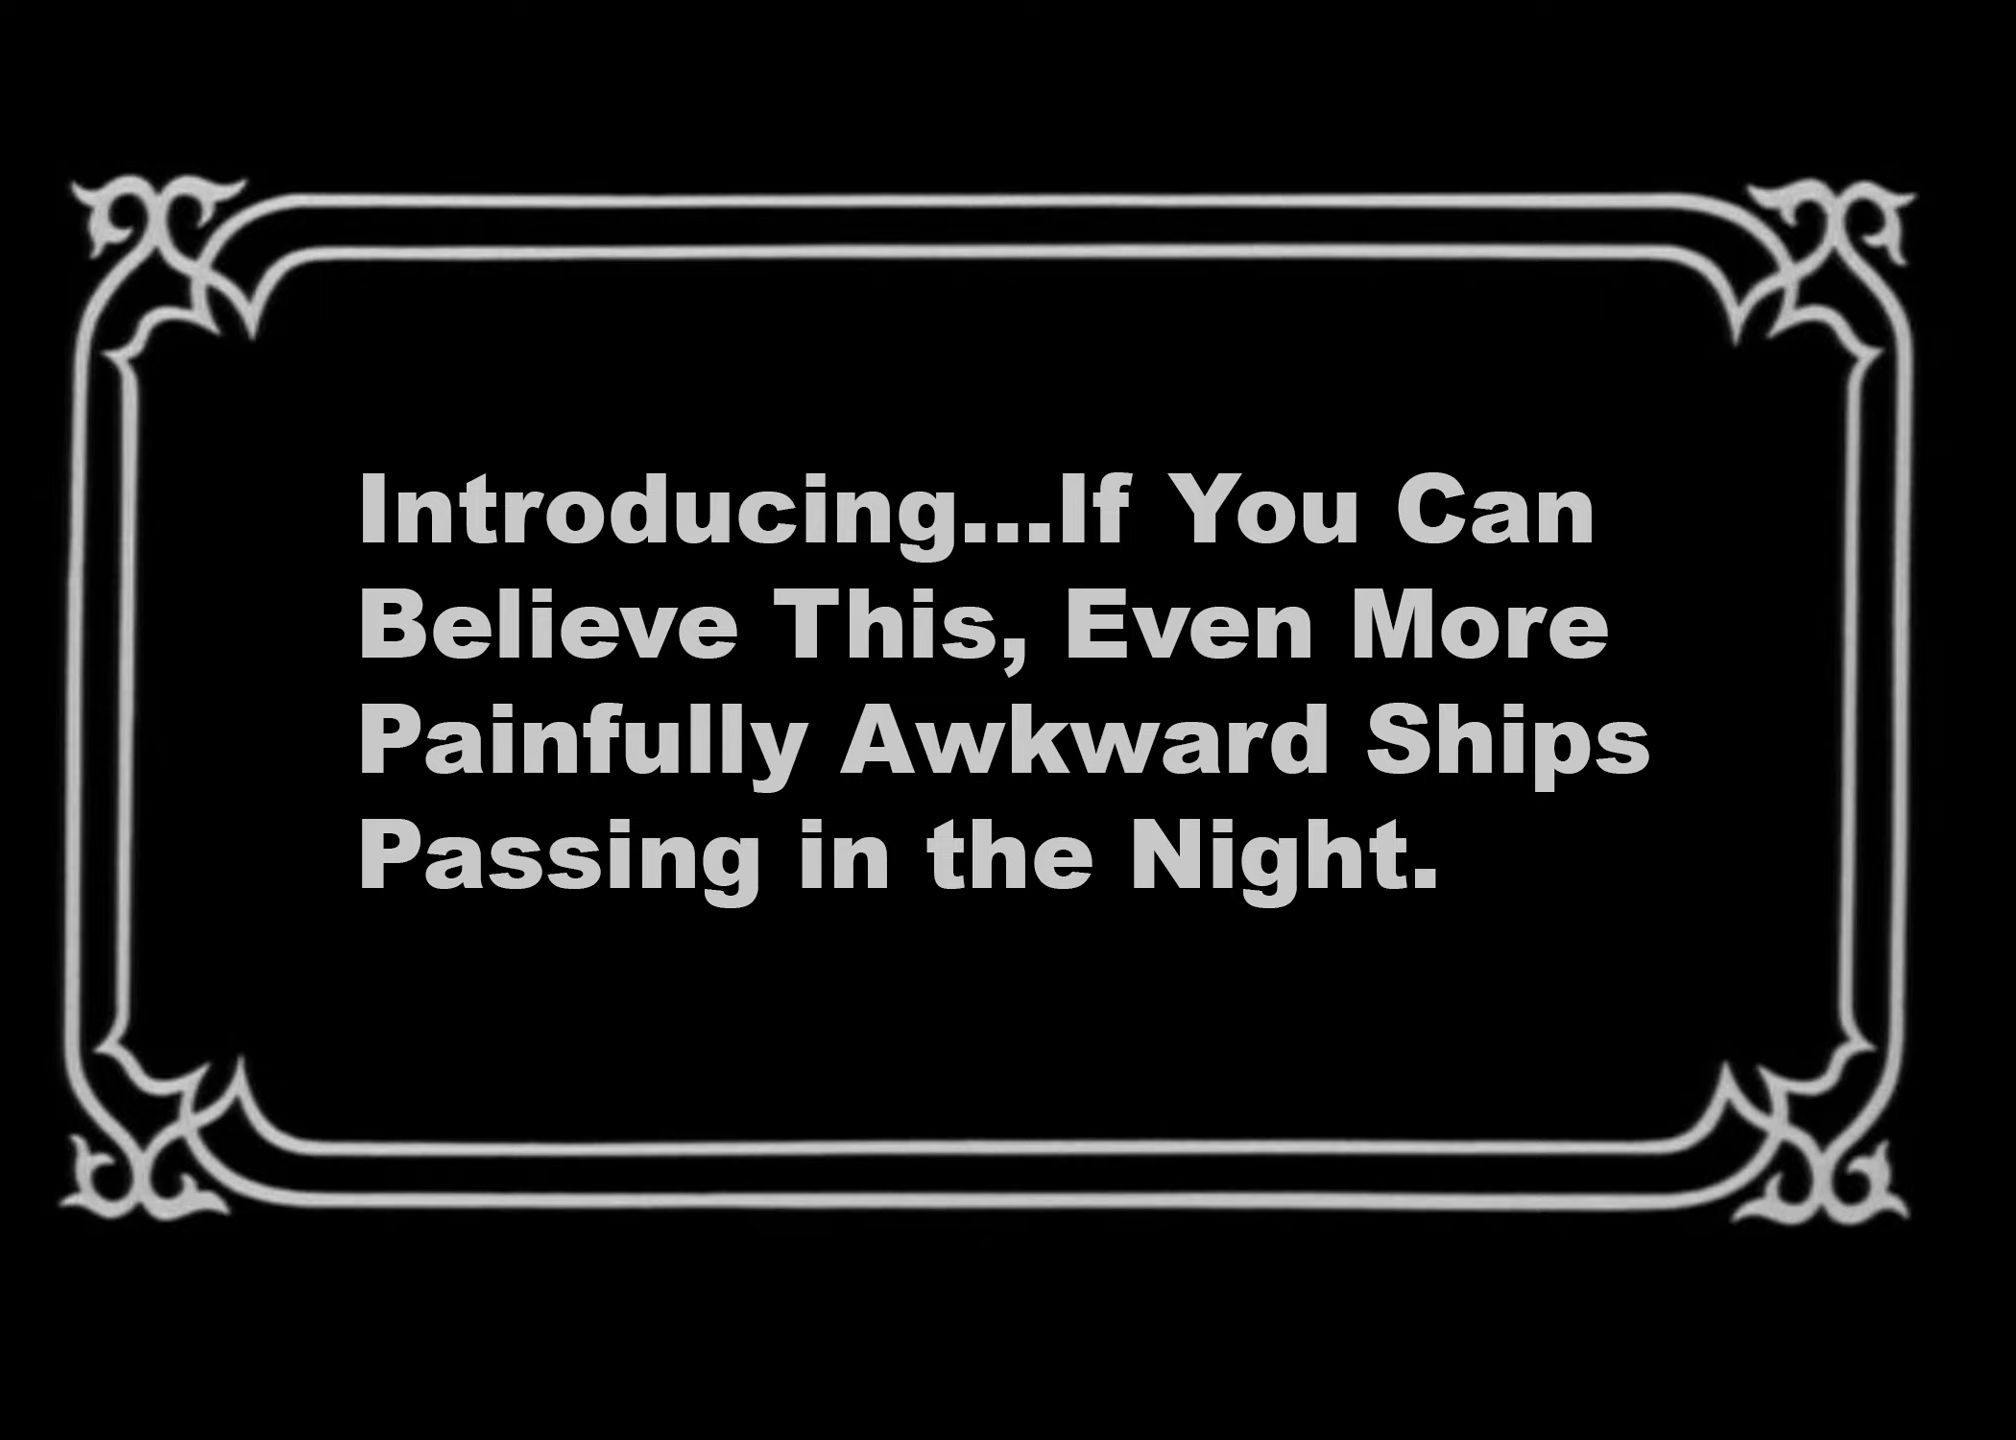 Introducing...If You Can
Believe This, Even More
Painfully Awkward Ships
Passing in the Night.